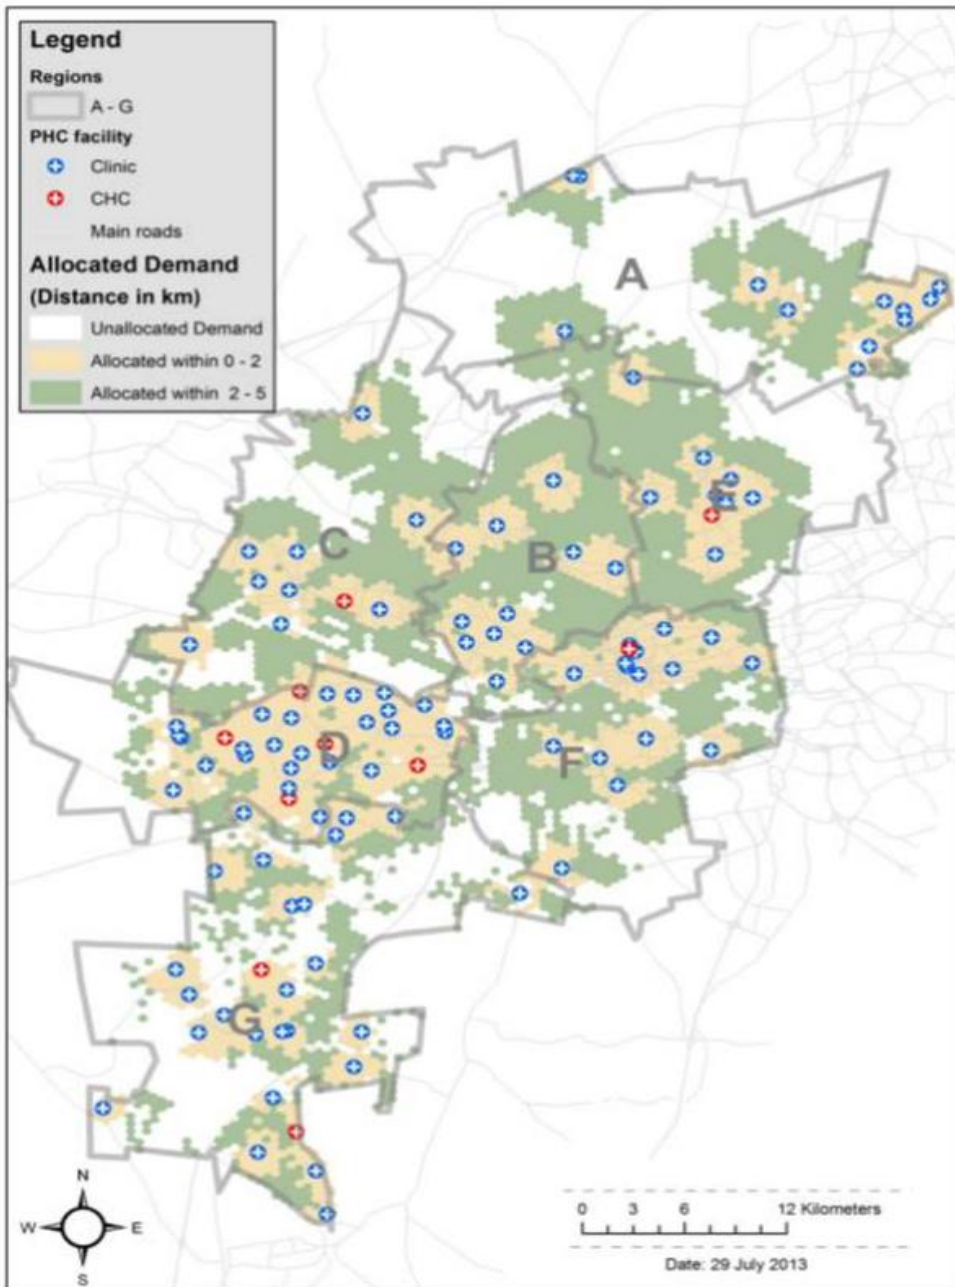 Legend
Regions
A - G
PHC facility
Clinic
CHC
Main roads
Allocated Demand
(Distance in km)
Unallocated Demand
Allocated within 0 - 2
Allocated within 2 - 5
A
E
C
B
D
F
G
N
W E
S
0 3 6 12 Kilometers
Date: 29 July 2013